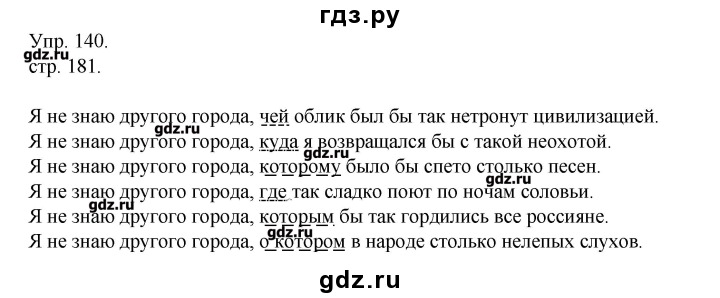 гдз.ру
Упр. 140.
gdz.ru
стр. 181.
Я не знаю другого города, чей облик был бы так нетронут цивилизацией.
gdz.ru
Я не знаю другого города, куда я возвращался бы с такой неохотой.
gdz.ru
Я не знаю другого города, которому было бы спето столько песен.
gdz.ru
Я не знаю другого города, где так сладко поют по ночам соловьи.
Я не знаю другого города, которым бы так гордились все россияне.
gdz.ru
Я не знаю другого города, о котором в народе столько нелепых слухов.
gdz.ru